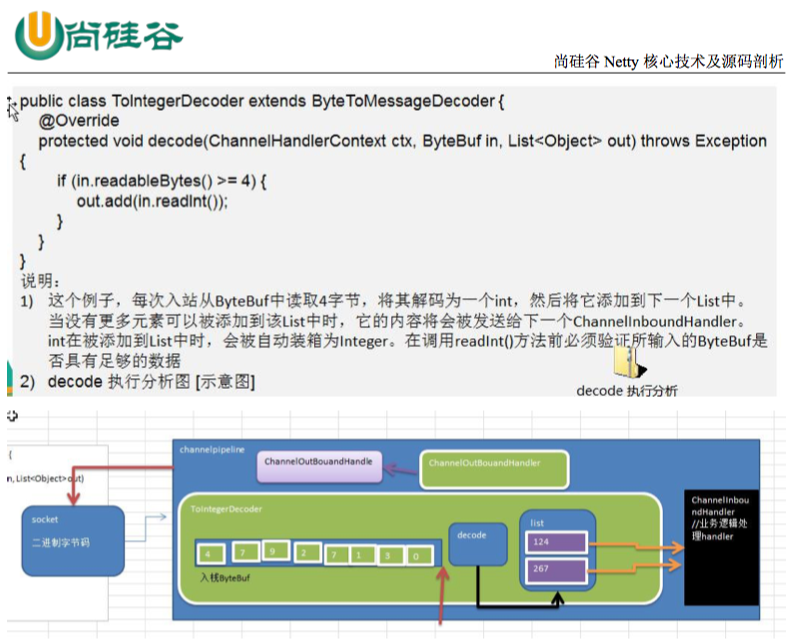 尚硅谷
尚硅谷 Netty 核心技术及源码剖析
public class ToIntegerDecoder extends ByteToMessageDecoder {
@Override
protected void decode(ChannelHandlerContext ctx, ByteBuf in, List<Object> out) throws Exception
{
if (in.readableBytes() >= 4) {
out.add(in.readInt());
}
}
}
说明：
1) 这个例子，每次入站从ByteBuf中读取4字节，将其解码为一个int，然后将它添加到下一个List中。
当没有更多元素可以被添加到该List中时，它的内容将会被发送给下一个ChannelInboundHandler。
int在被添加到List中时，会被自动装箱为Integer。在调用readInt()方法前必须验证所输入的ByteBuf是
否具有足够的数据
2) decode 执行分析图 [示意图]
decode 执行分析
{
n, List<Object> out)
socket
二进制字节码
channelpipeline
ChannelOutBouandHandle
ChannelOutBouandHandler
ToIntegerDecoder
4 7 9 2 7 1 3 0
入栈ByteBuf
decode
list
124
267
ChannelInbou
ndHandler
//业务逻辑处
理handler